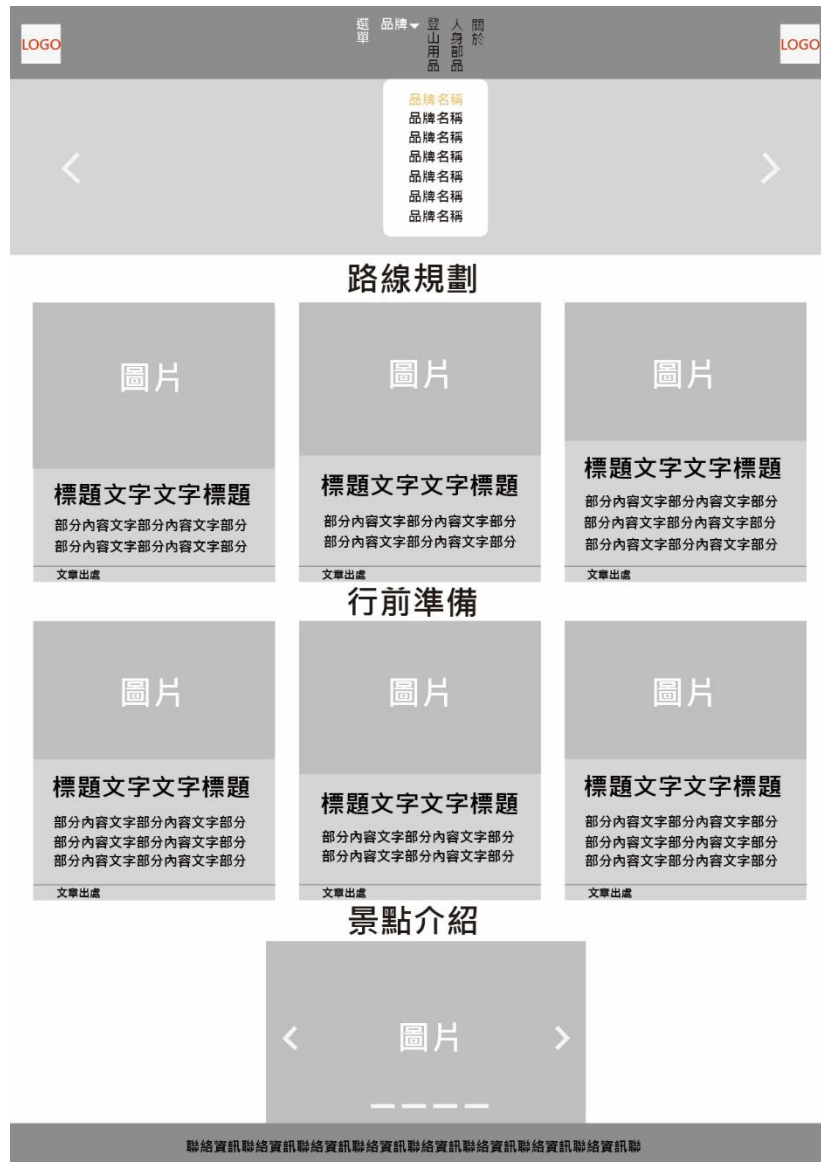 LOGO
選單
品牌
登山用品
人身部品
關於
LOGO
品牌名稱
品牌名稱
品牌名稱
品牌名稱
品牌名稱
品牌名稱
品牌名稱
路線規劃
圖片
標題文字文字標題
部分內容文字部分內容文字部分
部分內容文字部分內容文字部分
文章出處
圖片
標題文字文字標題
部分內容文字部分內容文字部分
部分內容文字部分內容文字部分
文章出處
圖片
標題文字文字標題
部分內容文字部分內容文字部分
部分內容文字部分內容文字部分
部分內容文字部分內容文字部分
文章出處
行前準備
圖片
標題文字文字標題
部分內容文字部分內容文字部分
部分內容文字部分內容文字部分
部分內容文字部分內容文字部分
文章出處
圖片
標題文字文字標題
部分內容文字部分內容文字部分
部分內容文字部分內容文字部分
文章出處
圖片
標題文字文字標題
部分內容文字部分內容文字部分
部分內容文字部分內容文字部分
部分內容文字部分內容文字部分
文章出處
景點介紹
圖片
聯絡資訊聯絡資訊聯絡資訊聯絡資訊聯絡資訊聯絡資訊聯絡資訊聯絡資訊聯